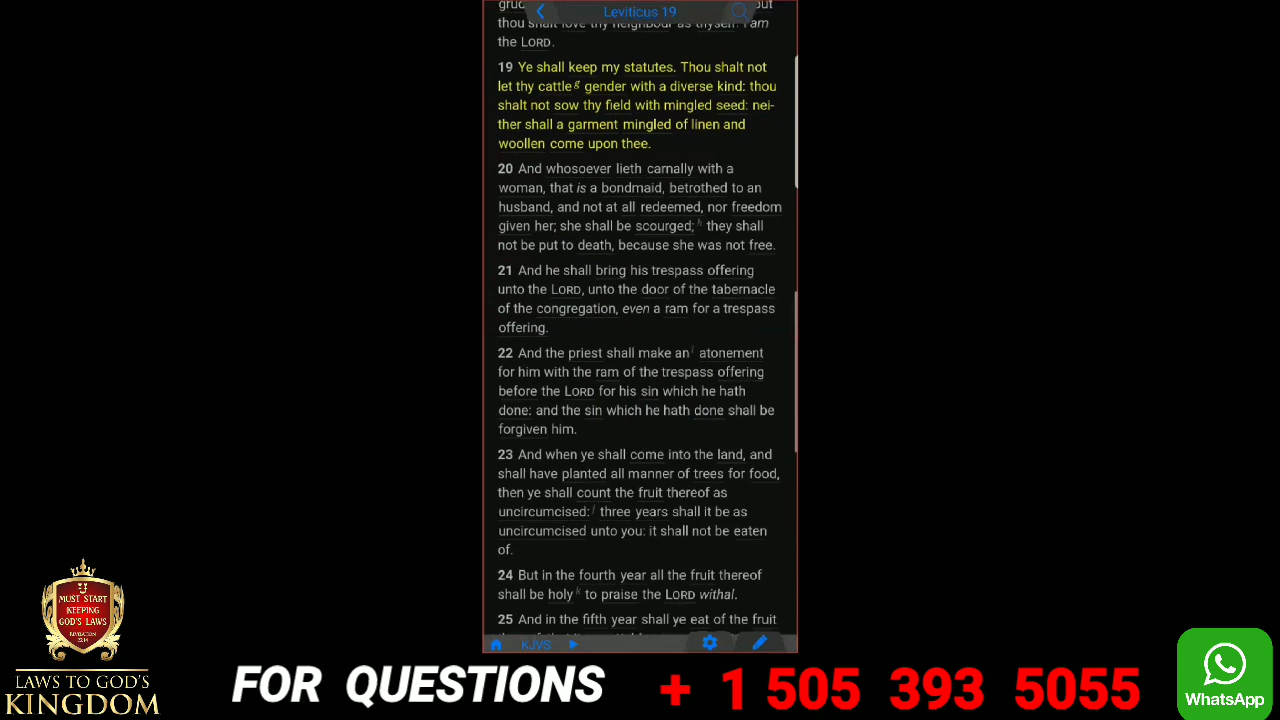 Leviticus 19
thou shalt love thy neighbour as thyself: I am
the LORD.
19 Ye shall keep my statutes. Thou shalt not
let thy cattle g gender with a diverse kind: thou
shalt not sow thy field with mingled seed: nei-
ther shall a garment mingled of linen and
woollen come upon thee.
20 And whosoever lieth carnally with a
woman, that is a bondmaid, betrothed to an
husband, and not at all redeemed, nor freedom
given her; she shall be scourged; h they shall
not be put to death, because she was not free.
21 And he shall bring his trespass offering
unto the LORD, unto the door of the tabernacle
of the congregation, even a ram for a trespass
offering.
22 And the priest shall make an i atonement
for him with the ram of the trespass offering
before the LORD for his sin which he hath
done: and the sin which he hath done shall be
forgiven him.
23 And when ye shall come into the land, and
shall have planted all manner of trees for food,
then ye shall count the fruit thereof as
uncircumcised: j three years shall it be as
uncircumcised unto you: it shall not be eaten
of.
24 But in the fourth year all the fruit thereof
shall be holy k to praise the LORD withal.
25 And in the fifth year shall ye eat of the fruit
KJVS
U
MUST START
KEEPING
GOD'S LAWS
REVELATION
22:14
LAWS TO GOD'S
KINGDOM
FOR QUESTIONS + 1 505 393 5055
WhatsApp